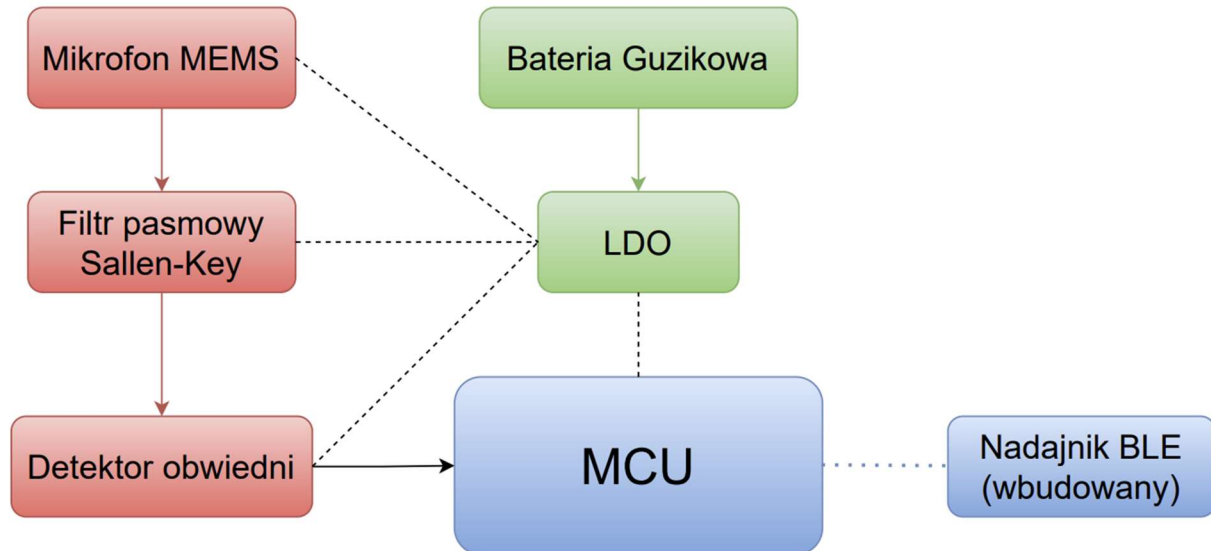 Mikrofon MEMS
Bateria Guzikowa
Filtr pasmowy
Sallen-Key
LDO
Detektor obwiedni
MCU
Nadajnik BLE
(wbudowany)